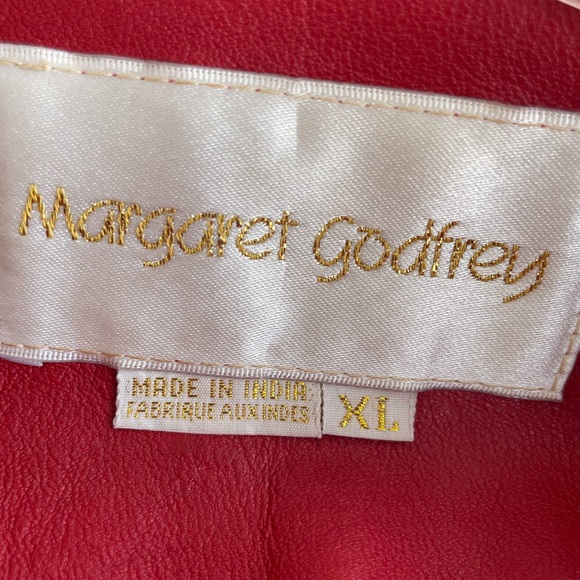 Margaret Godfrey
MADE IN INDIA
FABRIQUE AUX INDES
XL